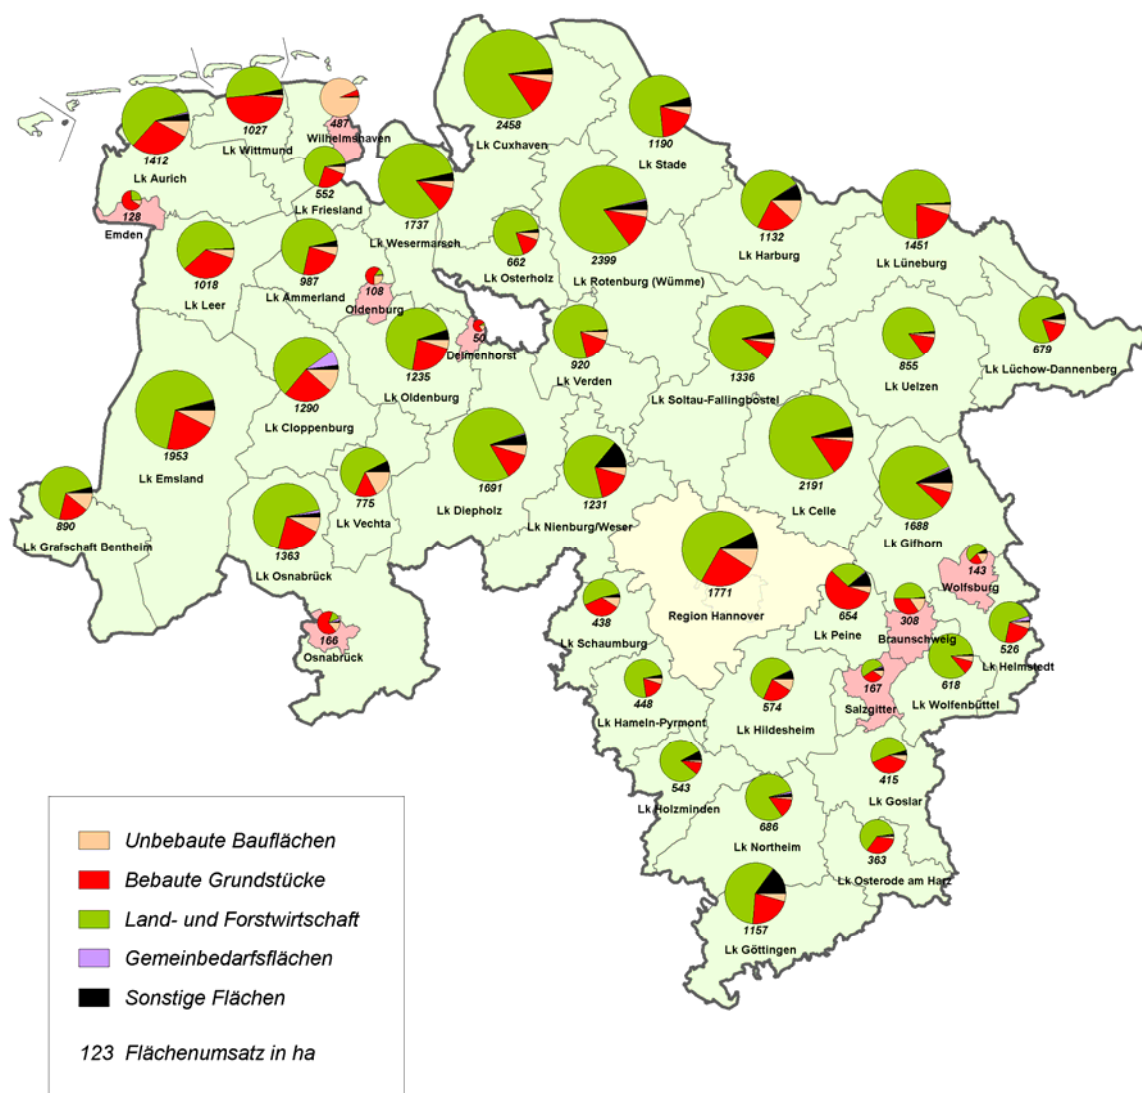 2458
Lk Cuxhaven
1027
Lk Wittmund
487
Wilhelmshaven
1190
Lk Stade
1412
Lk Aurich
552
Lk Friesland
1737
Lk Wesermarsch
128
Emden
662
Lk Osterholz
2399
Lk Rotenburg (Wümme)
1132
Lk Harburg
1451
Lk Lüneburg
1018
Lk Leer
987
Lk Ammerland
108
Oldenburg
50
Delmenhorst
1235
Lk Oldenburg
920
Lk Verden
1336
Lk Soltau-Fallingbostel
855
Lk Uelzen
679
Lk Lüchow-Dannenberg
1290
Lk Cloppenburg
1953
Lk Emsland
1691
Lk Diepholz
1231
Lk Nienburg/Weser
2191
Lk Celle
1688
Lk Gifhorn
890
Lk Grafschaft Bentheim
775
Lk Vechta
1363
Lk Osnabrück
1771
Region Hannover
143
Wolfsburg
438
Lk Schaumburg
654
Lk Peine
308
Braunschweig
526
Lk Helmstedt
166
Osnabrück
448
Lk Hameln-Pyrmont
574
Lk Hildesheim
167
Salzgitter
618
Lk Wolfenbüttel
543
Lk Holzminden
686
Lk Northeim
415
Lk Goslar
363
Lk Osterode am Harz
1157
Lk Göttingen
Unbebaute Bauflächen
Bebaute Grundstücke
Land- und Forstwirtschaft
Gemeinbedarfsflächen
Sonstige Flächen
123 Flächenumsatz in ha